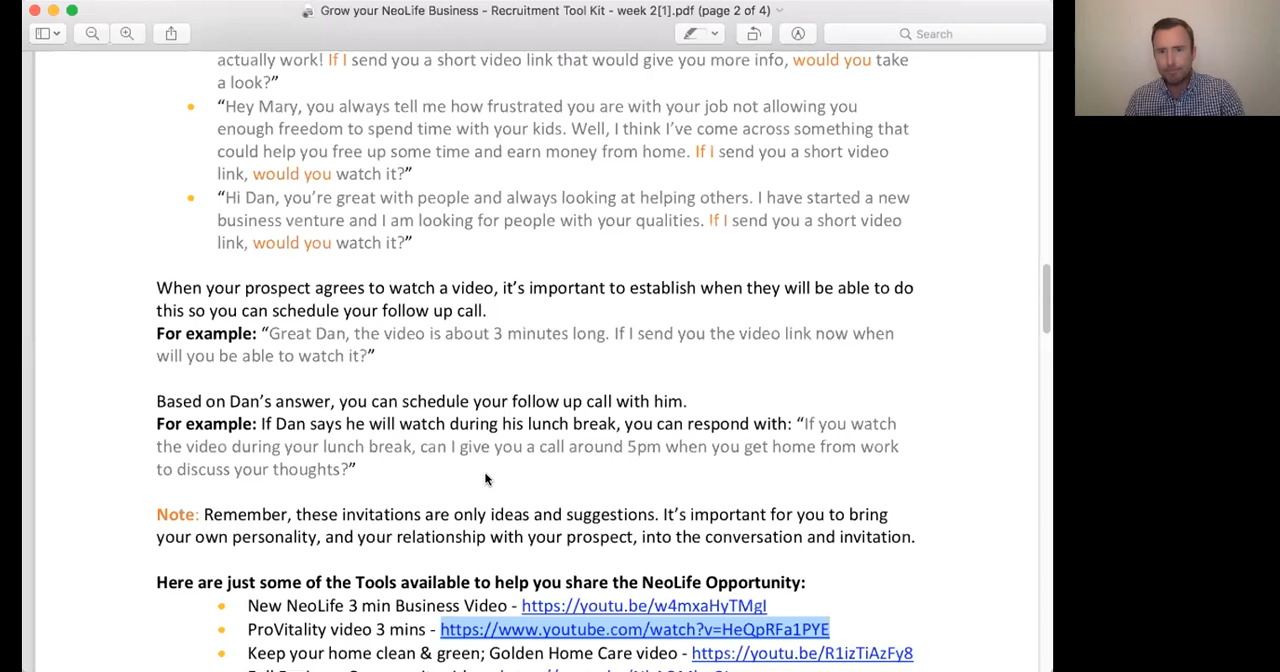 Grow your NeoLife Business - Recruitment Tool Kit - week 2[1].pdf (page 2 of 4)
Search
actually work! If I send you a short video link that would give you more info, would you take
a look?”
• “Hey Mary, you always tell me how frustrated you are with your job not allowing you
enough freedom to spend time with your kids. Well, I think I’ve come across something that
could help you free up some time and earn money from home. If I send you a short video
link, would you watch it?”
• “Hi Dan, you’re great with people and always looking at helping others. I have started a new
business venture and I am looking for people with your qualities. If I send you a short video
link, would you watch it?”
When your prospect agrees to watch a video, it’s important to establish when they will be able to do
this so you can schedule your follow up call.
For example: “Great Dan, the video is about 3 minutes long. If I send you the video link now when
will you be able to watch it?”
Based on Dan’s answer, you can schedule your follow up call with him.
For example: If Dan says he will watch during his lunch break, you can respond with: “If you watch
the video during your lunch break, can I give you a call around 5pm when you get home from work
to discuss your thoughts?”
Note: Remember, these invitations are only ideas and suggestions. It’s important for you to bring
your own personality, and your relationship with your prospect, into the conversation and invitation.
Here are just some of the Tools available to help you share the NeoLife Opportunity:
• New NeoLife 3 min Business Video - https://youtu.be/w4mxaHyTMgI
• ProVitality video 3 mins - https://www.youtube.com/watch?v=HeQpRFa1PYE
• Keep your home clean & green; Golden Home Care video - https://youtu.be/R1izTiAzFy8